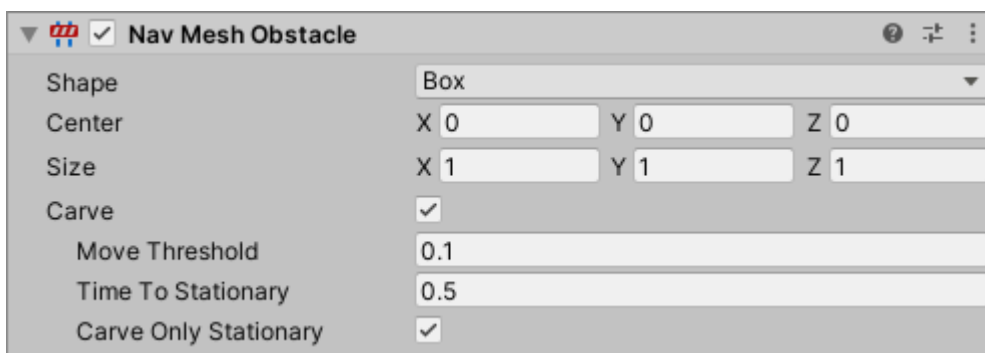 Nav Mesh Obstacle
Shape Box
Center X 0 Y 0 Z 0
Size X 1 Y 1 Z 1
Carve
Move Threshold 0.1
Time To Stationary 0.5
Carve Only Stationary